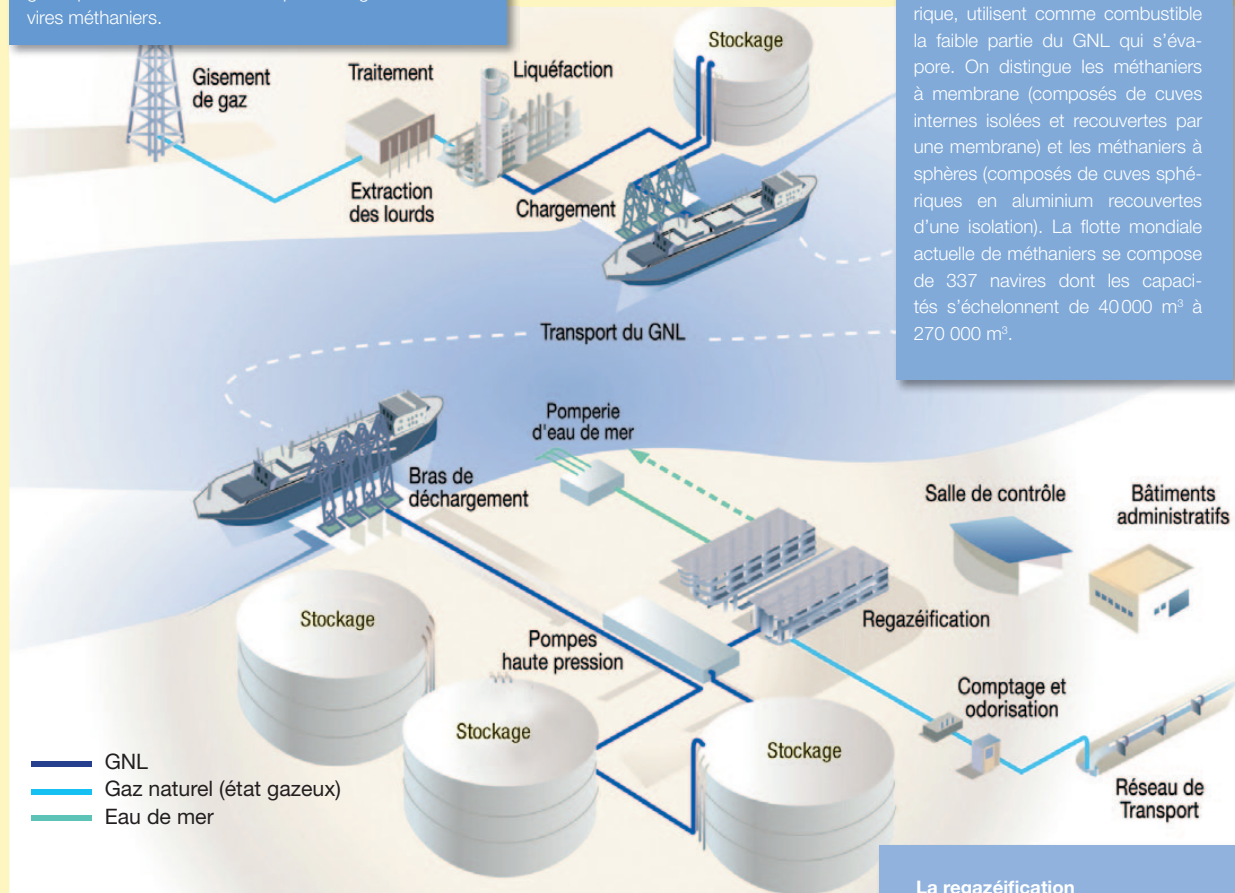 vires méthaniers.
rique, utilisent comme combustible
la faible partie du GNL qui s'éva-
pore. On distingue les méthaniers
à membrane (composés de cuves
internes isolées et recouvertes par
une membrane) et les méthaniers à
sphères (composés de cuves sphé-
riques en aluminium recouvertes
d'une isolation). La flotte mondiale
actuelle de méthaniers se compose
de 337 navires dont les capaci-
tés s'échelonnent de 40 000 m³ à
270 000 m³.
Gisement
de gaz
Traitement
Extraction
des lourds
Liquéfaction
Stockage
Chargement
Transport du GNL
Bras de
déchargement
Pomperie
d'eau de mer
Salle de contrôle
Bâtiments
administratifs
Stockage
Pompes
haute pression
Regazéification
Stockage
Stockage
Comptage et
odorisation
Réseau de
Transport
GNL
Gaz naturel (état gazeux)
Eau de mer
La regazéification